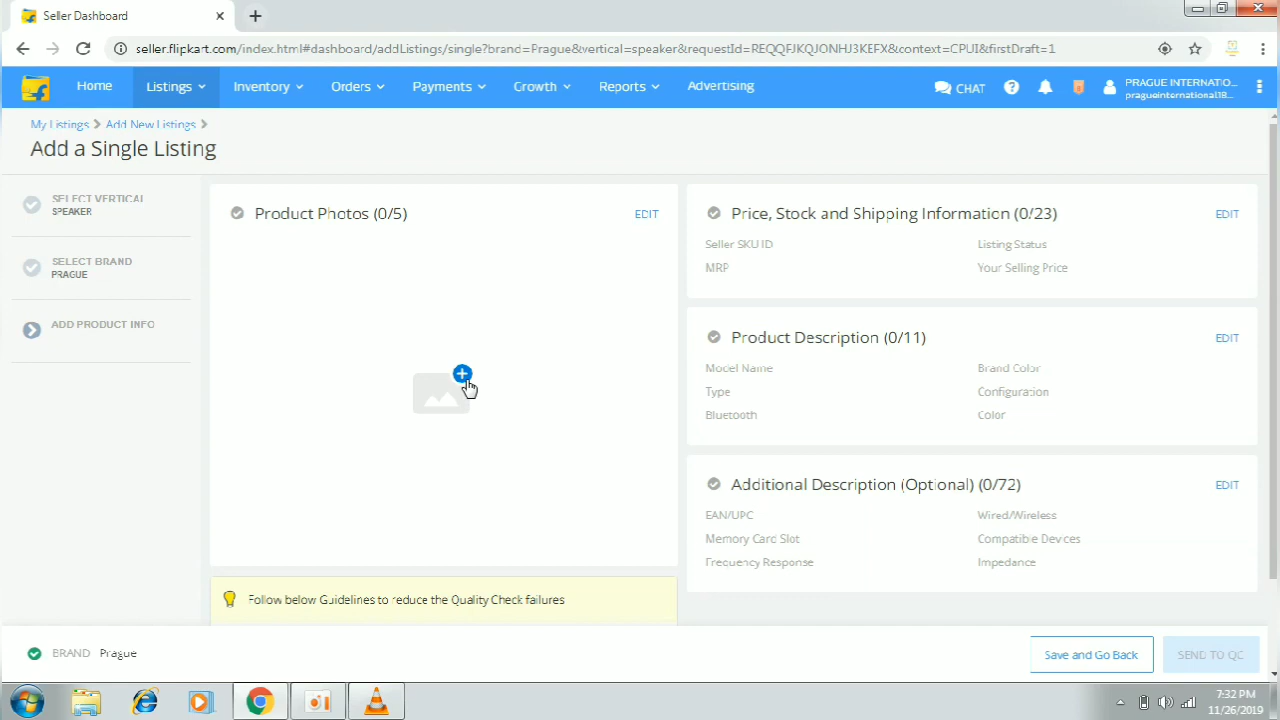 Seller Dashboard
seller.flipkart.com/index.html#dashboard/addListings/single?brand=Prague&vertical=speaker&requestId=REQQFJKQJONHJ3KEFX&context=CPUI&firstDraft=1
Home Listings Inventory Orders Payments Growth Reports Advertising CHAT PRAGUE INTERNATIO...
pragueinternational18...
My Listings Add New Listings
Add a Single Listing
SELECT VERTICAL
SPEAKER
SELECT BRAND
PRAGUE
ADD PRODUCT INFO
Product Photos (0/5) EDIT
Follow below Guidelines to reduce the Quality Check failures
Price, Stock and Shipping Information (0/23) EDIT
Seller SKU ID Listing Status
MRP Your Selling Price
Product Description (0/11) EDIT
Model Name Brand Color
Type Configuration
Bluetooth Color
Additional Description (Optional) (0/72) EDIT
EAN/UPC Wired/Wireless
Memory Card Slot Compatible Devices
Frequency Response Impedance
BRAND Prague Save and Go Back SEND TO QC
7:32 PM
11/26/2019